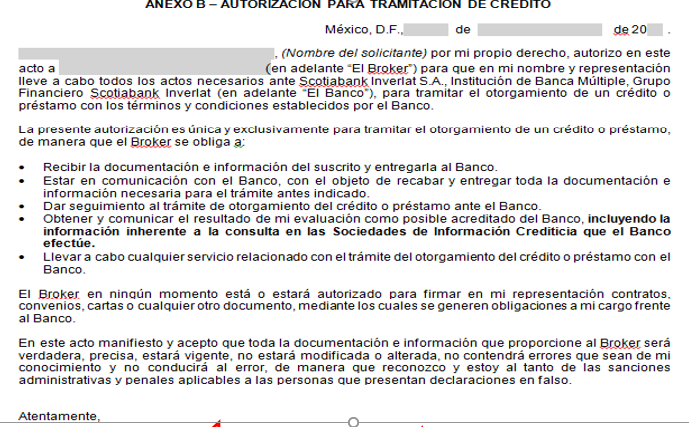 ANEXO B – AUTORIZACIÓN PARA TRAMITACIÓN DE CRÉDITO
México, D.F., de de 20 .
, (Nombre del solicitante) por mi propio derecho, autorizo en este
acto a (en adelante “El Broker”) para que en mi nombre y representación
lleve a cabo todos los actos necesarios ante Scotiabank Inverlat S.A., Institución de Banca Múltiple, Grupo
Financiero Scotiabank Inverlat (en adelante “El Banco”), para tramitar el otorgamiento de un crédito o
préstamo con los términos y condiciones establecidos por el Banco.
La presente autorización es única y exclusivamente para tramitar el otorgamiento de un crédito o préstamo,
de manera que el Broker se obliga a:
• Recibir la documentación e información del suscrito y entregarla al Banco.
• Estar en comunicación con el Banco, con el objeto de recabar y entregar toda la documentación e
información necesaria para el trámite antes indicado.
• Dar seguimiento al trámite de otorgamiento del crédito o préstamo ante el Banco.
• Obtener y comunicar el resultado de mi evaluación como posible acreditado del Banco, incluyendo la
información inherente a la consulta en las Sociedades de Información Crediticia que el Banco
efectúe.
• Llevar a cabo cualquier servicio relacionado con el trámite del otorgamiento del crédito o préstamo con el
Banco.
El Broker en ningún momento está o estará autorizado para firmar en mi representación contratos,
convenios, cartas o cualquier otro documento, mediante los cuales se generen obligaciones a mi cargo frente
al Banco.
En este acto manifiesto y acepto que toda la documentación e información que proporcione al Broker será
verdadera, precisa, estará vigente, no estará modificada o alterada, no contendrá errores que sean de mi
conocimiento y no conducirá al error, de manera que reconozco y estoy al tanto de las sanciones
administrativas y penales aplicables a las personas que presentan declaraciones en falso.
Atentamente,